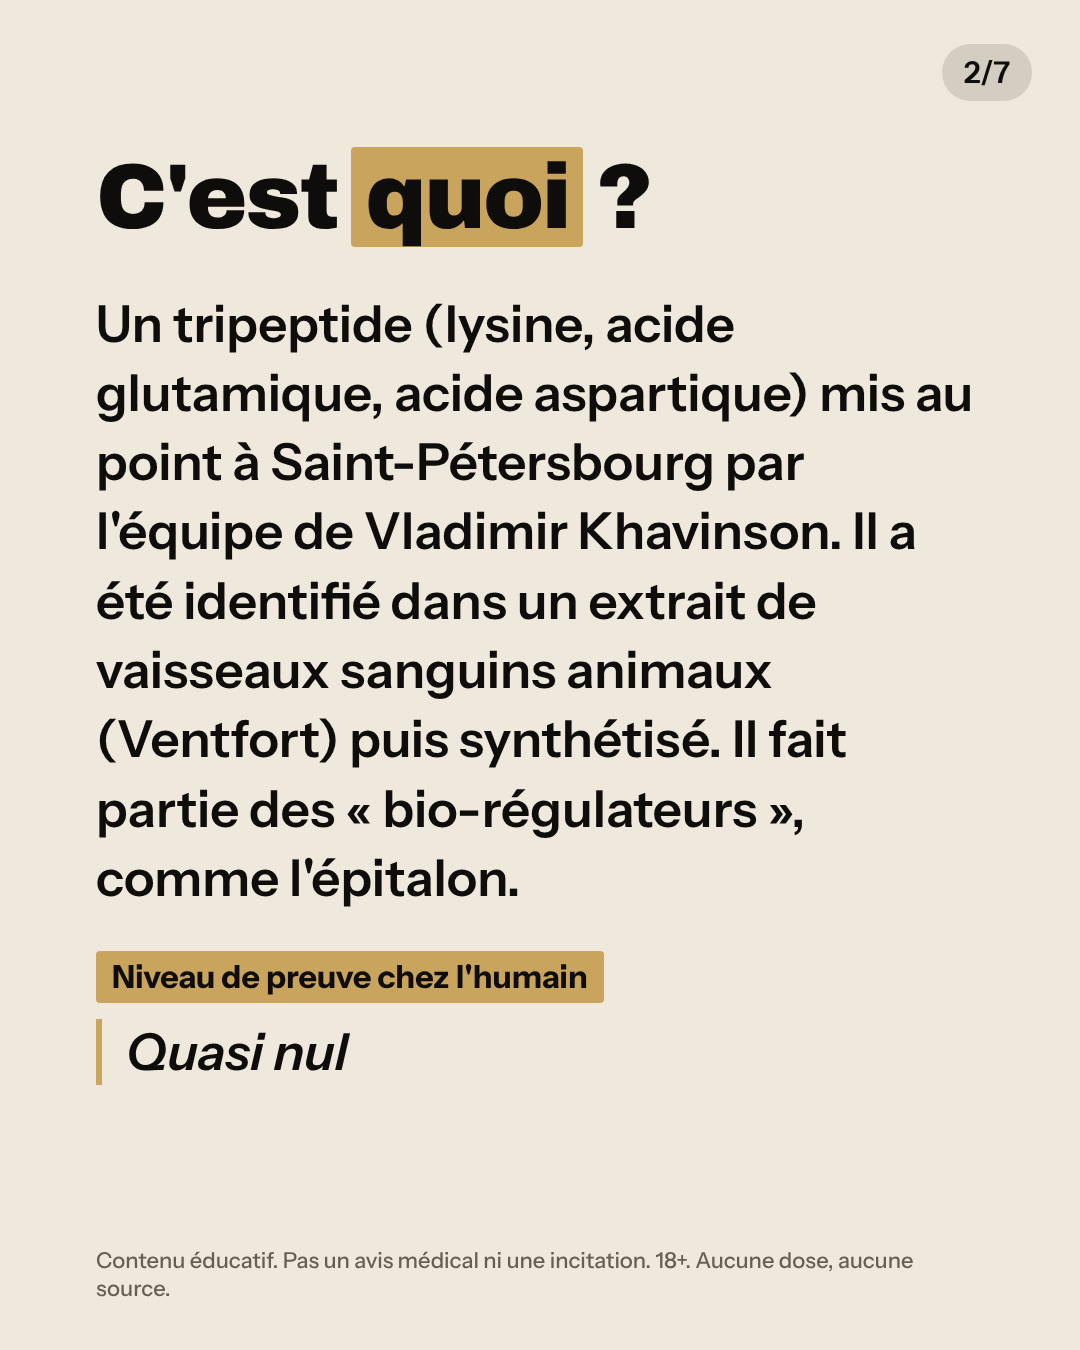 2/7
C'est quoi ?
Un tripeptide (lysine, acide
glutamique, acide aspartique) mis au
point à Saint-Pétersbourg par
l'équipe de Vladimir Khavinson. Il a
été identifié dans un extrait de
vaisseaux sanguins animaux
(Ventfort) puis synthétisé. Il fait
partie des « bio-régulateurs »,
comme l'épitalon.
Niveau de preuve chez l'humain
Quasi nul
Contenu éducatif. Pas un avis médical ni une incitation. 18+. Aucune dose, aucune
source.